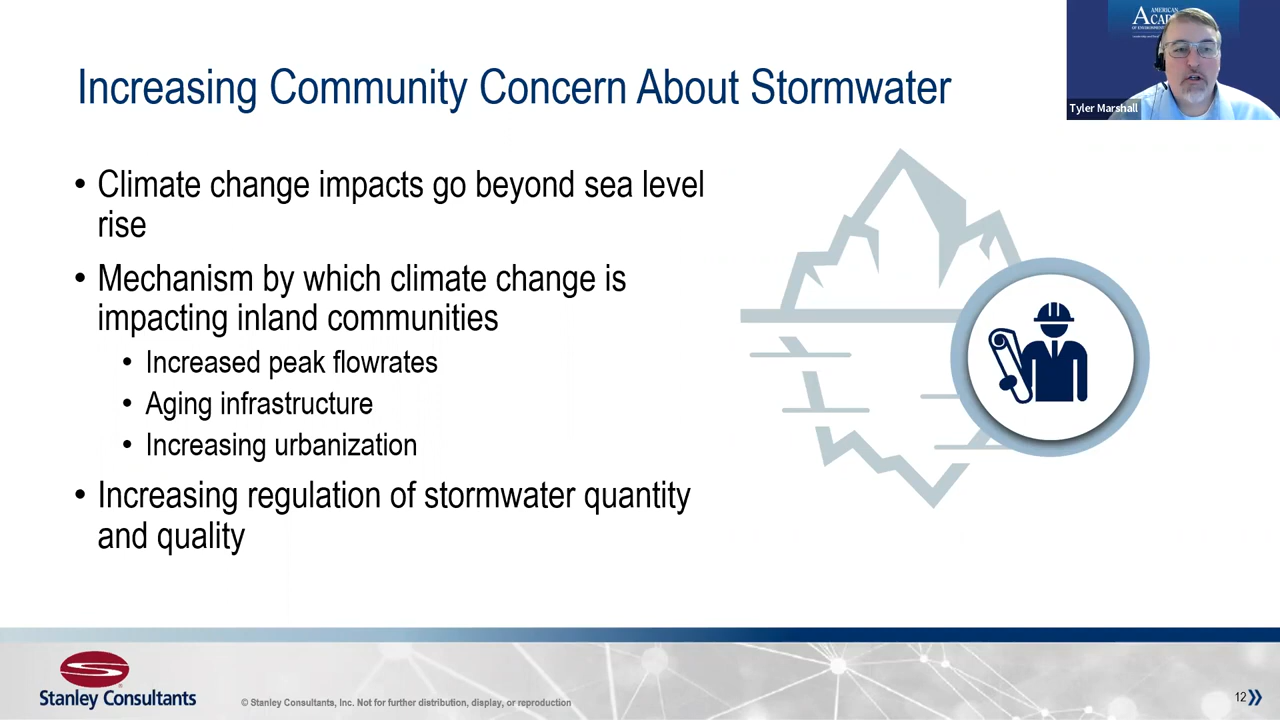 Increasing Community Concern About Stormwater
AMERICAN
Tyler Marshall
• Climate change impacts go beyond sea level
rise
• Mechanism by which climate change is
impacting inland communities
• Increased peak flowrates
• Aging infrastructure
• Increasing urbanization
• Increasing regulation of stormwater quantity
and quality
Stanley Consultants
© Stanley Consultants, Inc. Not for further distribution, display, or reproduction
12